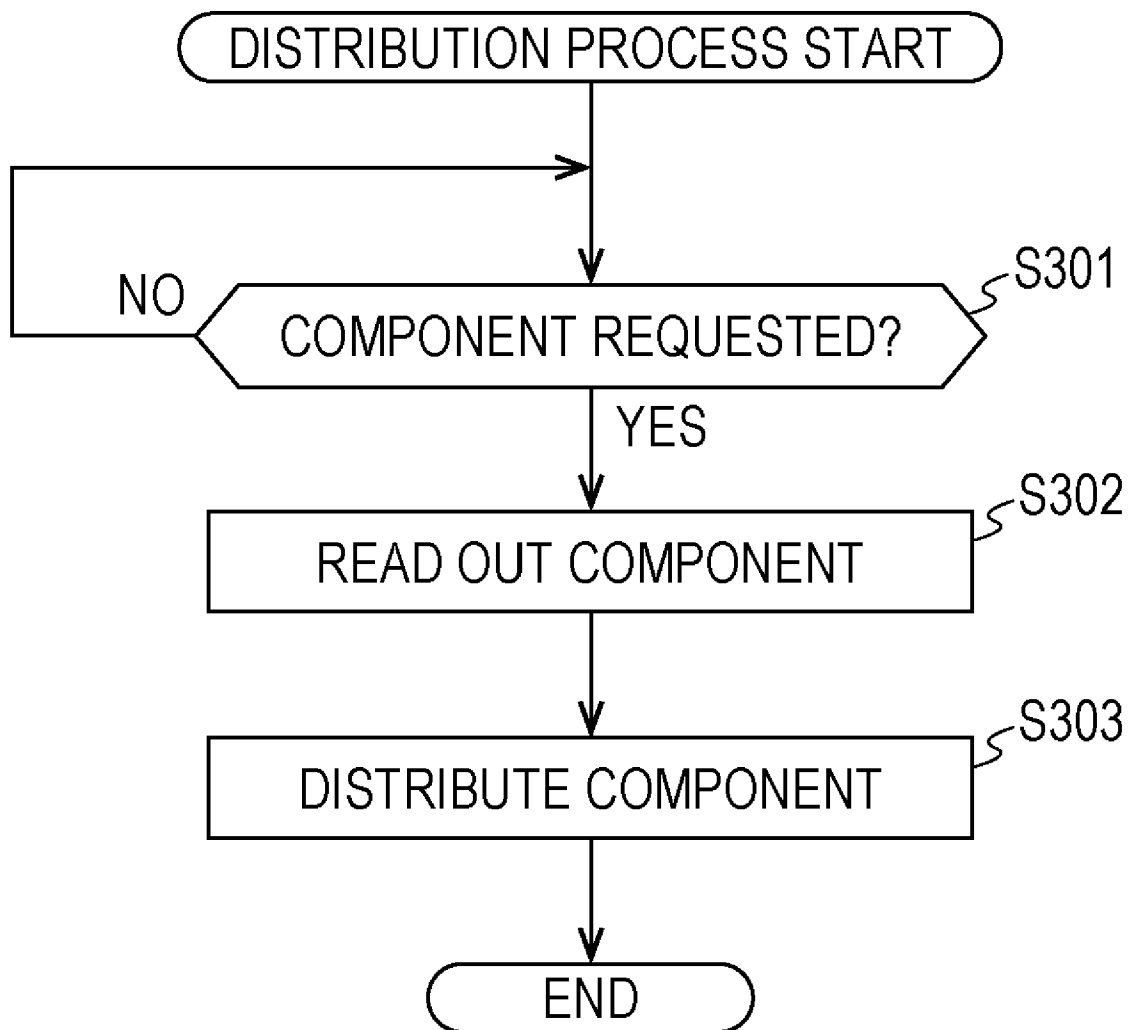 DISTRIBUTION PROCESS START
S301
NO
COMPONENT REQUESTED?
YES
S302
READ OUT COMPONENT
S303
DISTRIBUTE COMPONENT
END